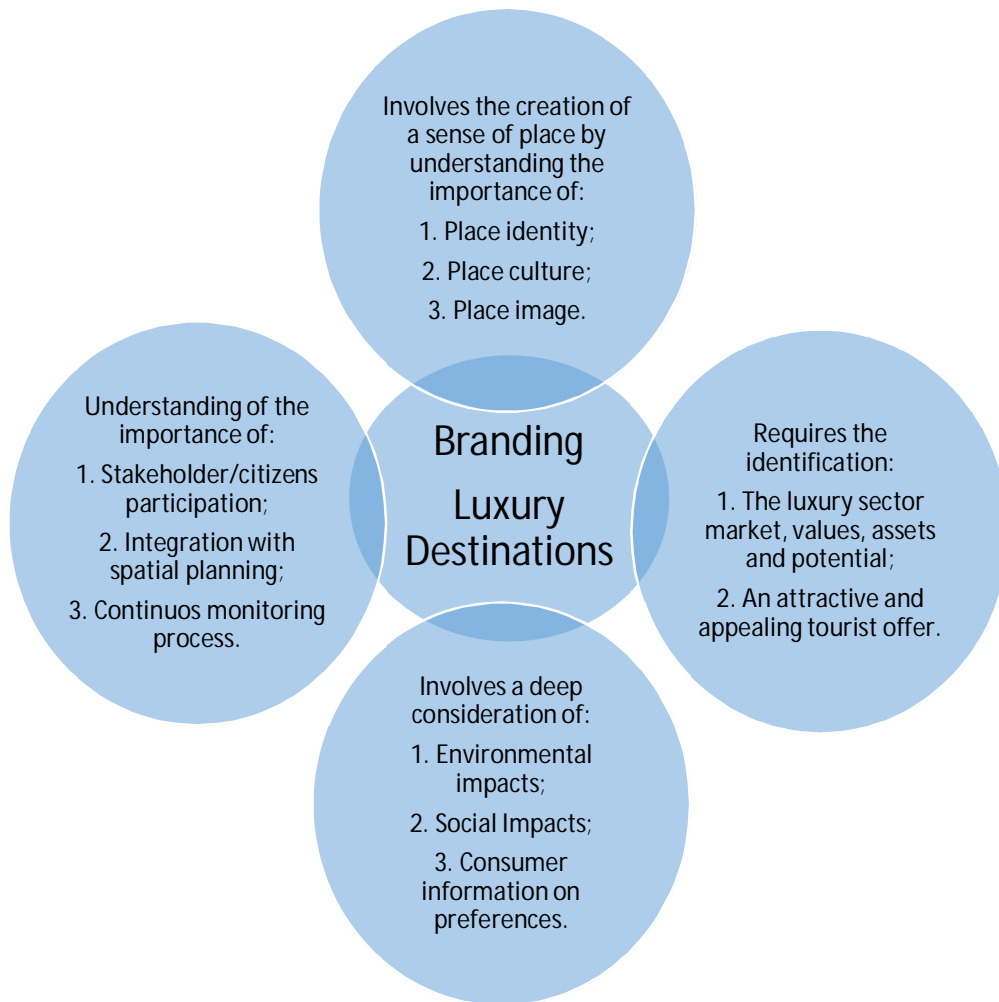 Involves the creation of
a sense of place by
understanding the
importance of:
1. Place identity;
2. Place culture;
3. Place image.
Understanding of the
importance of:
1. Stakeholder/citizens
participation;
2. Integration with
spatial planning;
3. Continuos monitoring
process.
Branding
Luxury
Destinations
Requires the
identification:
1. The luxury sector
market, values, assets
and potential;
2. An attractive and
appealing tourist offer.
Involves a deep
consideration of:
1. Environmental
impacts;
2. Social Impacts;
3. Consumer
information on
preferences.